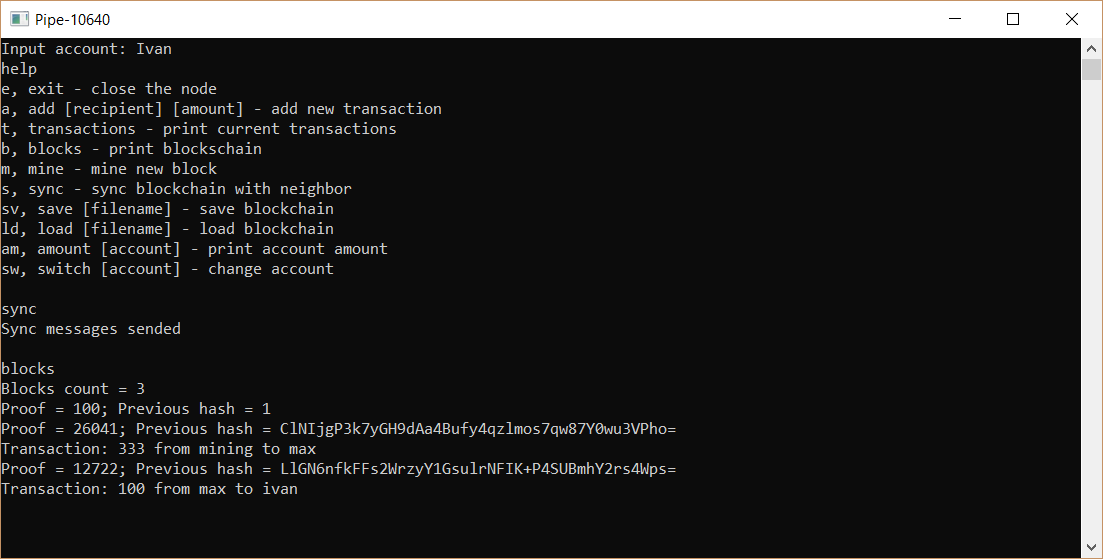 Pipe-10640
Input account: Ivan
help
e, exit - close the node
a, add [recipient] [amount] - add new transaction
t, transactions - print current transactions
b, blocks - print blockschain
m, mine - mine new block
s, sync - sync blockchain with neighbor
sv, save [filename] - save blockchain
ld, load [filename] - load blockchain
am, amount [account] - print account amount
sw, switch [account] - change account
sync
Sync messages sended
blocks
Blocks count = 3
Proof = 100; Previous hash = 1
Proof = 26041; Previous hash = ClNIjgP3k7yGH9dAa4Bufy4qzlmos7qw87Y0wu3VPho=
Transaction: 333 from mining to max
Proof = 12722; Previous hash = LlGN6nfkFFs2WrzyY1GsulrNFIK+P4SUBmhY2rs4Wps=
Transaction: 100 from max to ivan